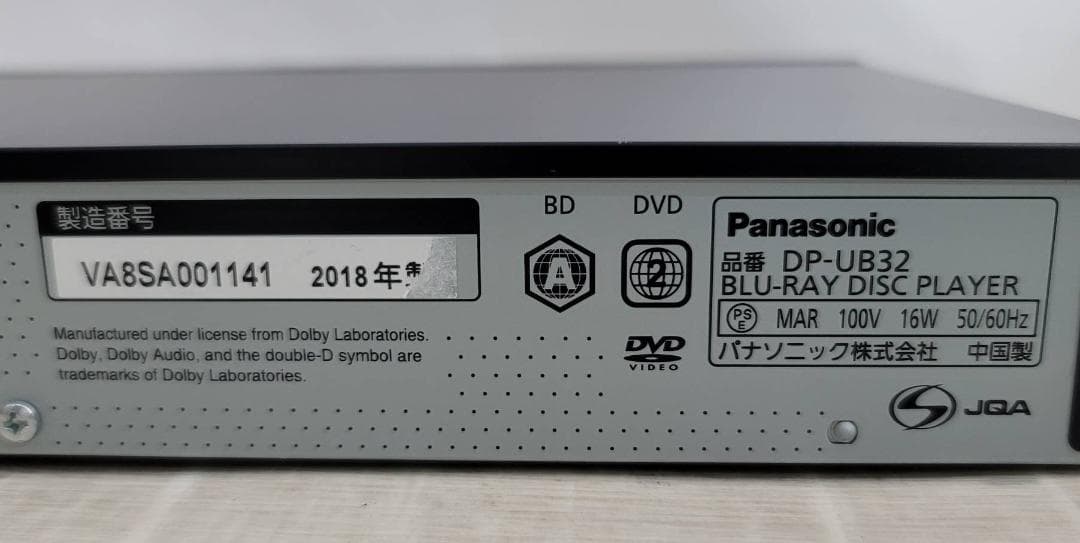 製造番号
VA8SA001141 2018年製
Manufactured under license from Dolby Laboratories.
Dolby, Dolby Audio, and the double-D symbol are
trademarks of Dolby Laboratories.
BD DVD
A 2
DVD
VIDEO
Panasonic
品番 DP-UB32
BLU-RAY DISC PLAYER
PSE MAR 100V 16W 50/60Hz
パナソニック株式会社 中国製
S JQA